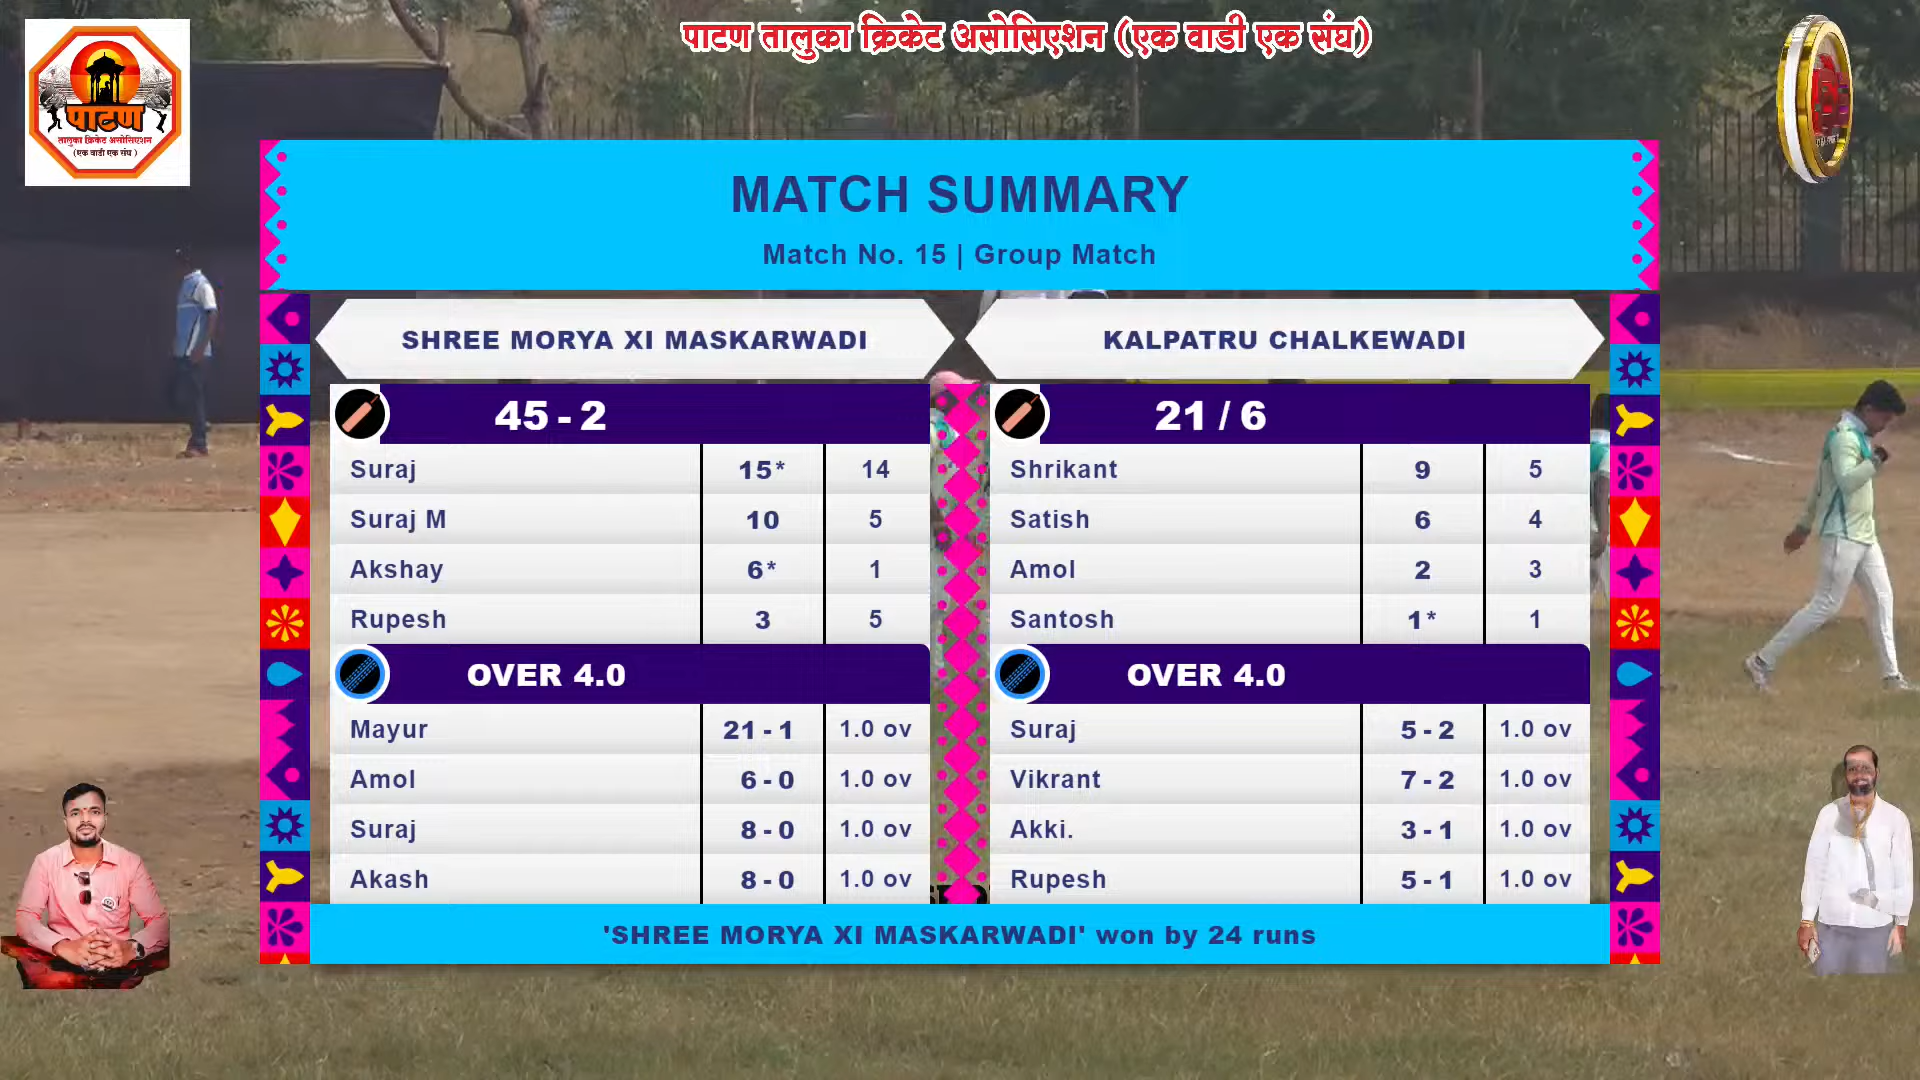 पाटण तालुका क्रिकेट असोसिएशन (एक वाडी एक संघ)
पाटण
तालुका क्रिकेट असोसिएशन
(एक वाडी एक संघ)
MATCH SUMMARY
Match No. 15 | Group Match
SHREE MORYA XI MASKARWADI
45 - 2
Suraj 15* 14
Suraj M 10 5
Akshay 6* 1
Rupesh 3 5
OVER 4.0
Mayur 21 - 1 1.0 ov
Amol 6 - 0 1.0 ov
Suraj 8 - 0 1.0 ov
Akash 8 - 0 1.0 ov
KALPATRU CHALKEWADI
21 / 6
Shrikant 9 5
Satish 6 4
Amol 2 3
Santosh 1* 1
OVER 4.0
Suraj 5 - 2 1.0 ov
Vikrant 7 - 2 1.0 ov
Akki. 3 - 1 1.0 ov
Rupesh 5 - 1 1.0 ov
'SHREE MORYA XI MASKARWADI' won by 24 runs